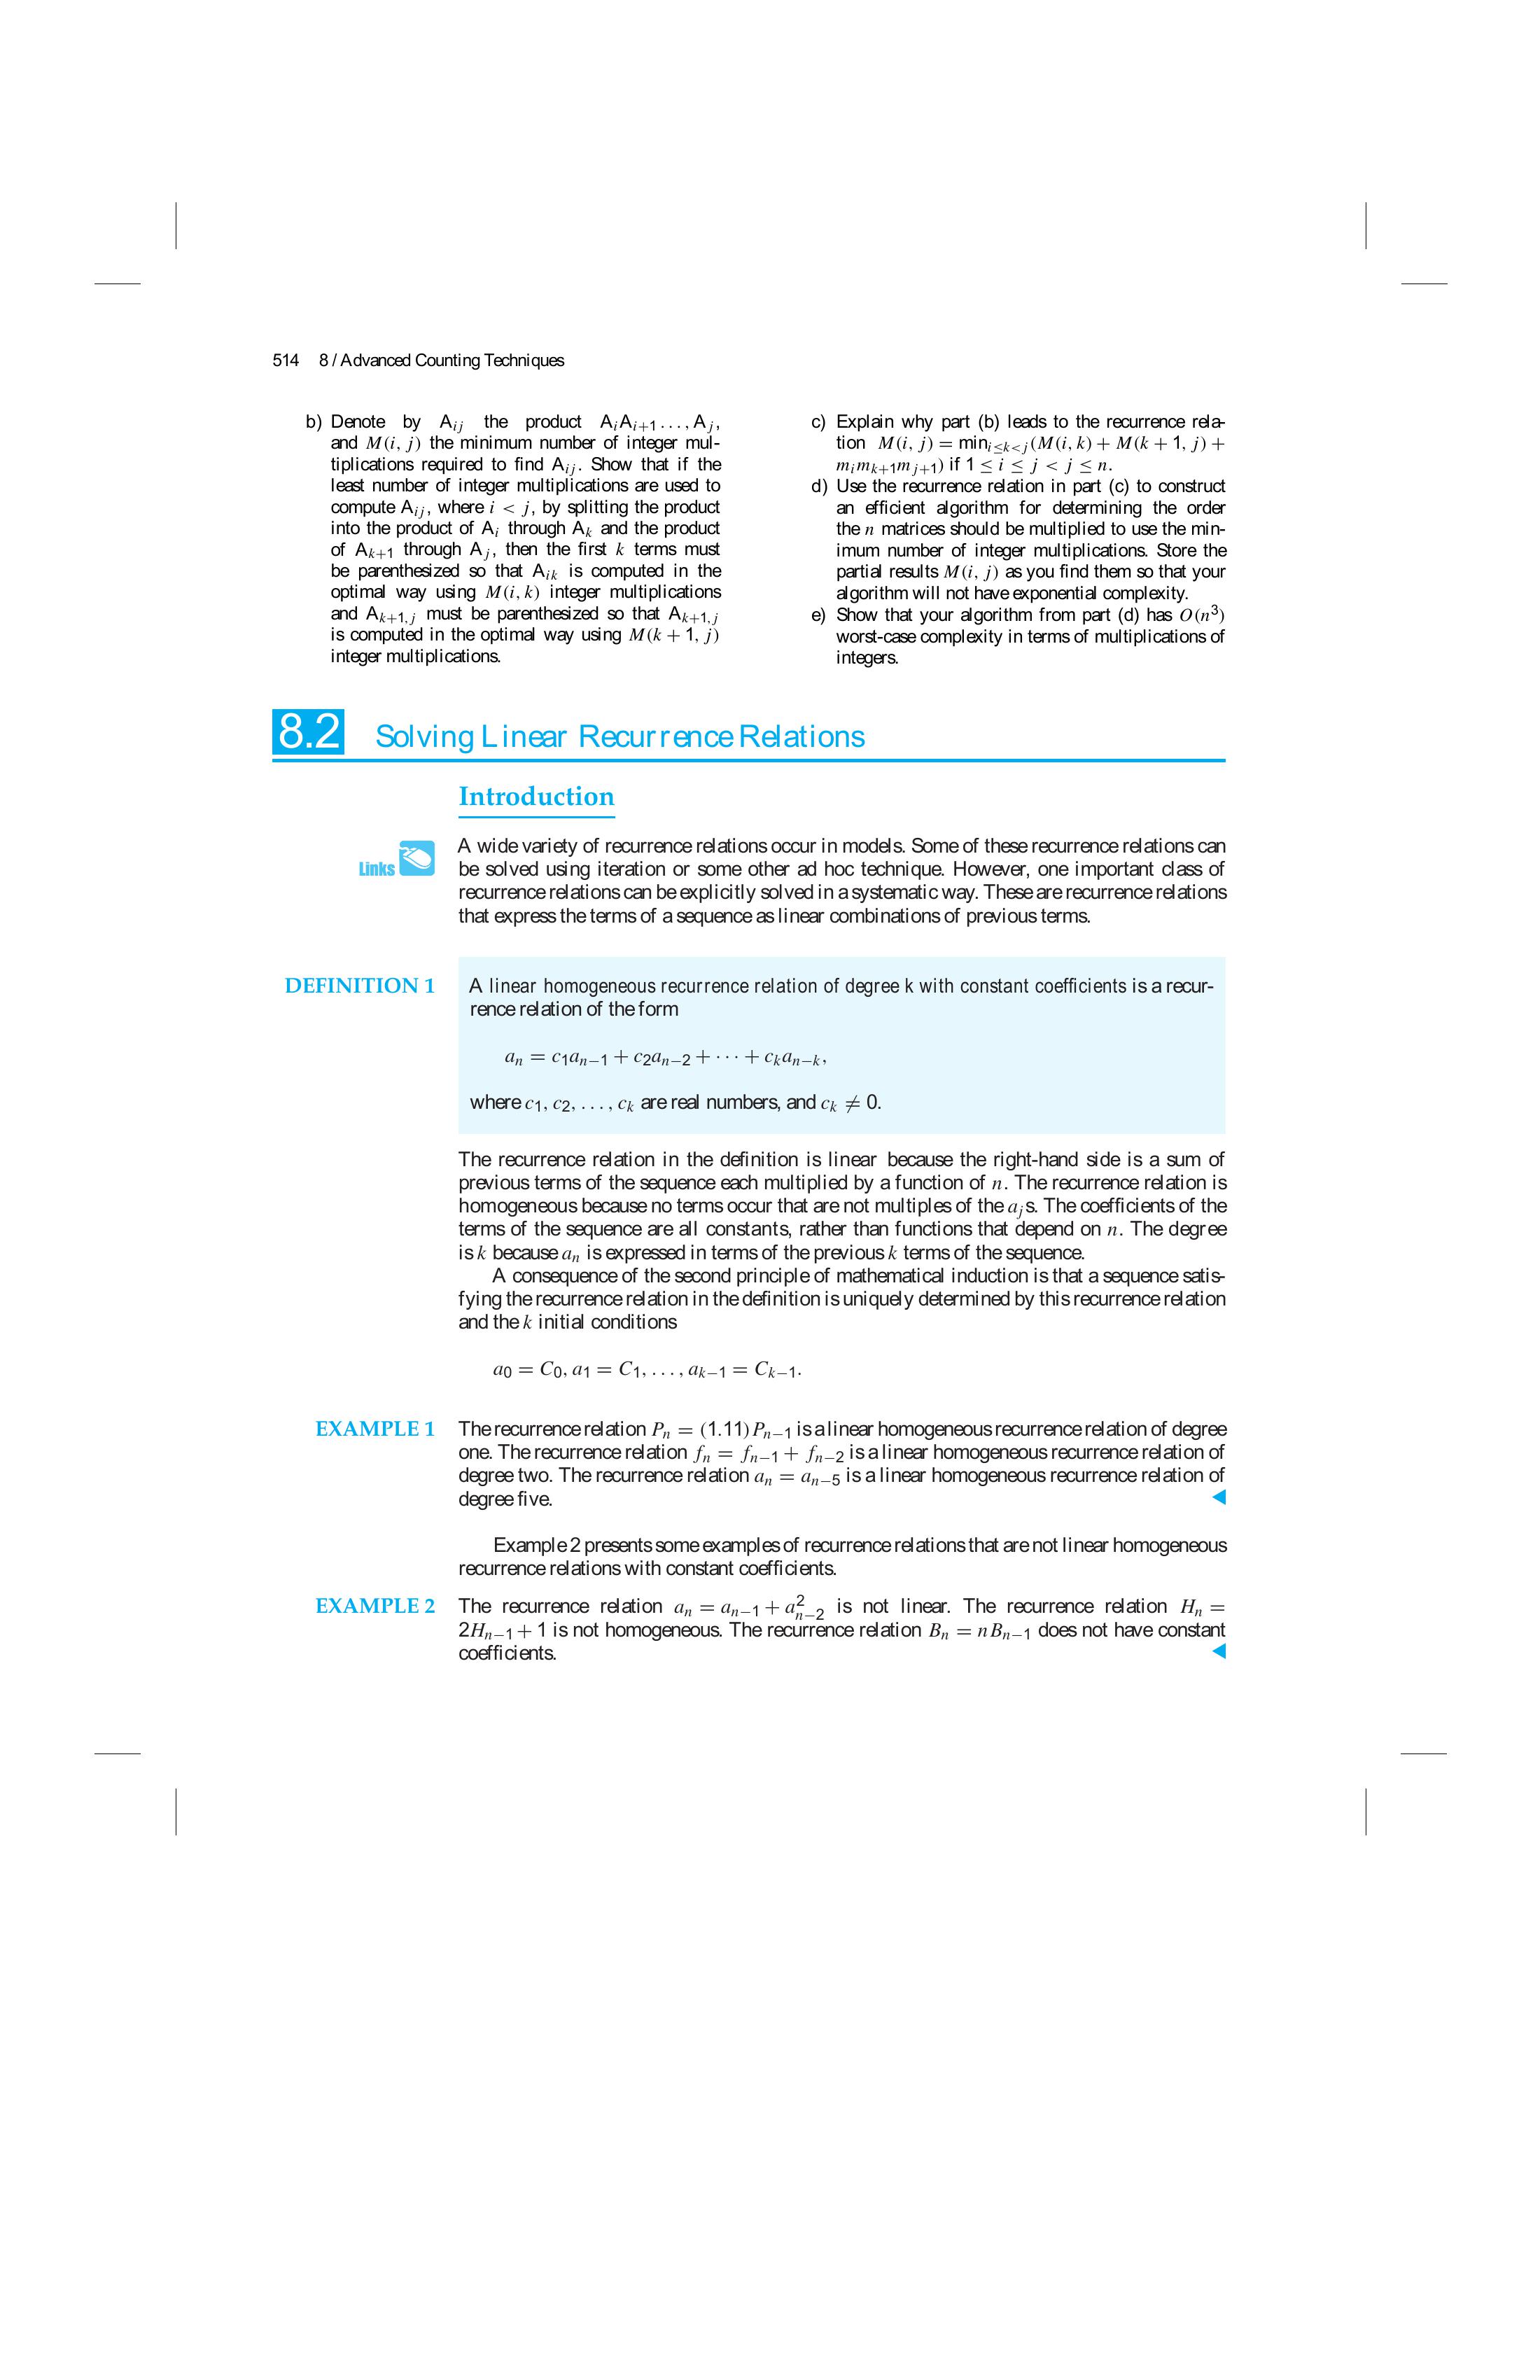 514 8 / Advanced Counting Techniques
b) Denote by A_{ij} the product A_i A_{i+1} . . . , A_j,
and M(i, j) the minimum number of integer mul-
tiplications required to find A_{ij}. Show that if the
least number of integer multiplications are used to
compute A_{ij}, where i < j, by splitting the product
into the product of A_i through A_k and the product
of A_{k+1} through A_j, then the first k terms must
be parenthesized so that A_{ik} is computed in the
optimal way using M(i, k) integer multiplications
and A_{k+1,j} must be parenthesized so that A_{k+1,j}
is computed in the optimal way using M(k + 1, j)
integer multiplications.
c) Explain why part (b) leads to the recurrence rela-
tion M(i, j) = min_{i≤k<j}(M(i, k) + M(k + 1, j) +
m_i m_{k+1} m_{j+1}) if 1 ≤ i ≤ j < j ≤ n.
d) Use the recurrence relation in part (c) to construct
an efficient algorithm for determining the order
the n matrices should be multiplied to use the min-
imum number of integer multiplications. Store the
partial results M(i, j) as you find them so that your
algorithm will not have exponential complexity.
e) Show that your algorithm from part (d) has O(n³)
worst-case complexity in terms of multiplications of
integers.
8.2 Solving Linear Recurrence Relations
Introduction
Links
A wide variety of recurrence relations occur in models. Some of these recurrence relations can
be solved using iteration or some other ad hoc technique. However, one important class of
recurrence relations can be explicitly solved in a systematic way. These are recurrence relations
that express the terms of a sequence as linear combinations of previous terms.
DEFINITION 1 A linear homogeneous recurrence relation of degree k with constant coefficients is a recur-
rence relation of the form
a_n = c_1 a_{n−1} + c_2 a_{n−2} + · · · + c_k a_{n−k},
where c_1, c_2, . . . , c_k are real numbers, and c_k ≠ 0.
The recurrence relation in the definition is linear because the right-hand side is a sum of
previous terms of the sequence each multiplied by a function of n. The recurrence relation is
homogeneous because no terms occur that are not multiples of the a_j s. The coefficients of the
terms of the sequence are all constants, rather than functions that depend on n. The degree
is k because a_n is expressed in terms of the previous k terms of the sequence.
A consequence of the second principle of mathematical induction is that a sequence satis-
fying the recurrence relation in the definition is uniquely determined by this recurrence relation
and the k initial conditions
a_0 = C_0, a_1 = C_1, . . . , a_{k−1} = C_{k−1}.
EXAMPLE 1 The recurrence relation P_n = (1.11)P_{n−1} is a linear homogeneous recurrence relation of degree
one. The recurrence relation f_n = f_{n−1} + f_{n−2} is a linear homogeneous recurrence relation of
degree two. The recurrence relation a_n = a_{n−5} is a linear homogeneous recurrence relation of
degree five. ◀
Example 2 presents some examples of recurrence relations that are not linear homogeneous
recurrence relations with constant coefficients.
EXAMPLE 2 The recurrence relation a_n = a_{n−1} + a²_{n−2} is not linear. The recurrence relation H_n =
2H_{n−1} + 1 is not homogeneous. The recurrence relation B_n = nB_{n−1} does not have constant
coefficients. ◀